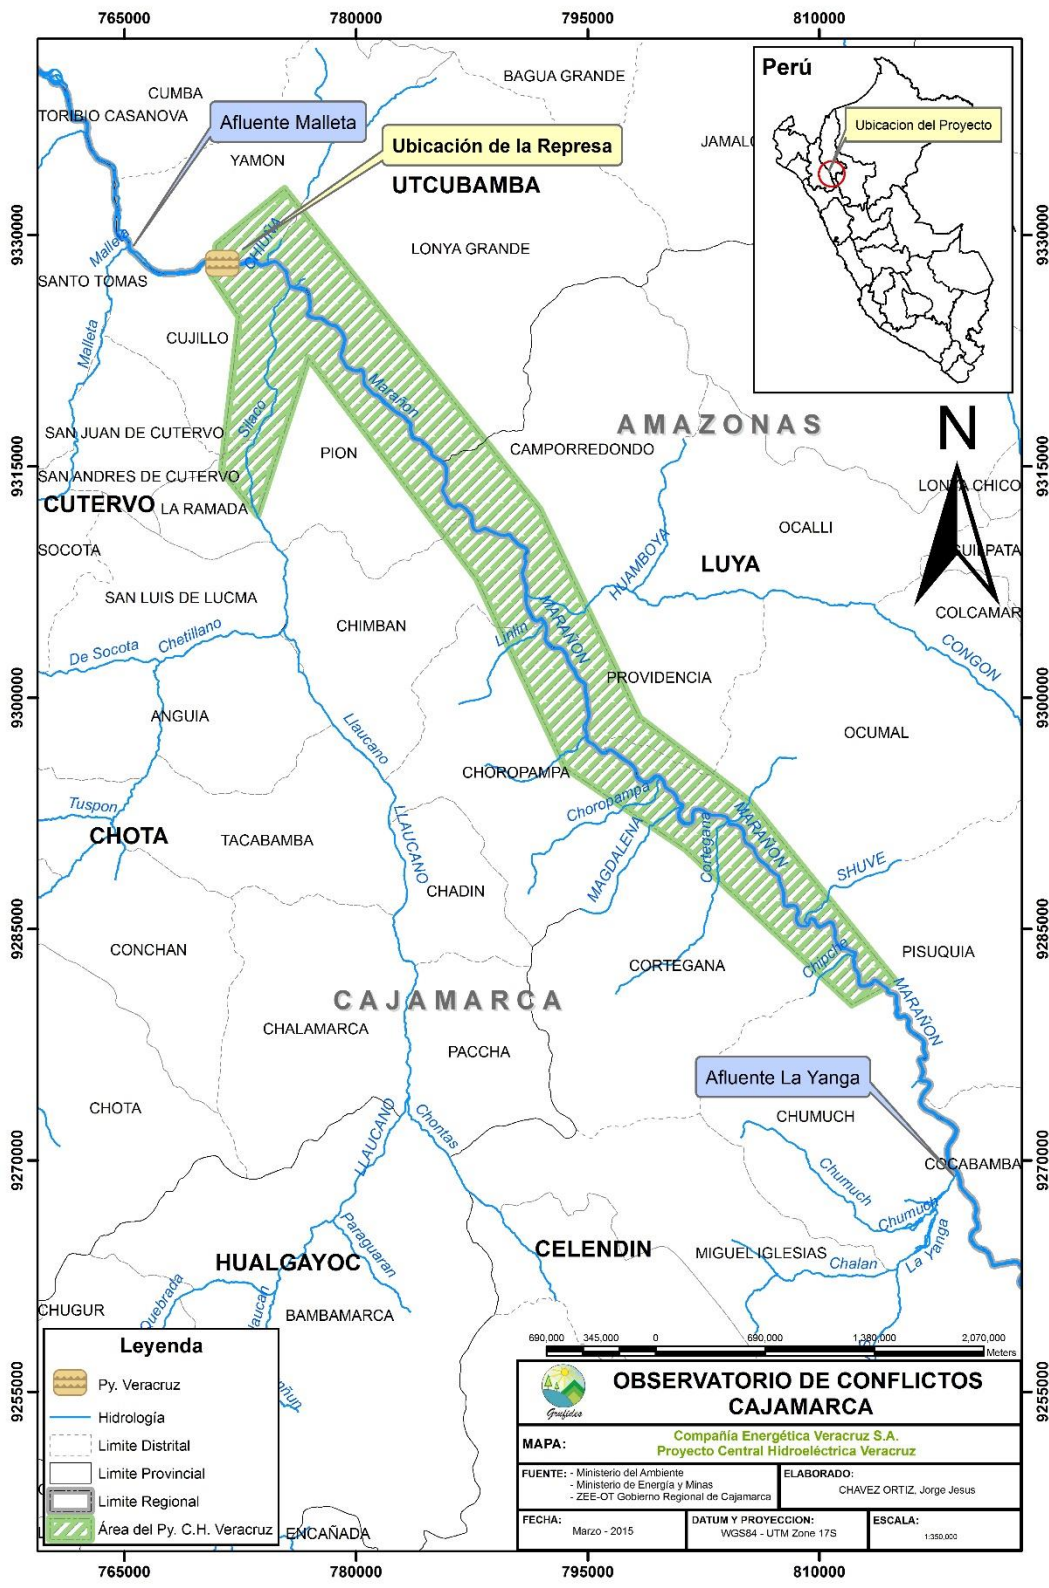 765000
780000
795000
810000
BAGUA GRANDE
CUMBA
TORIBIO CASANOVA
Afluente Malleta
YAMON
Ubicación de la Represa
UTCUBAMBA
Perú
Ubicacion del Proyecto
9330000
9330000
CHIUÑA
LONYA GRANDE
Malleta
SANTO TOMAS
CUJILLO
Malleta
Marañon
Silaco
AMAZONAS
SAN JUAN DE CUTERVO
PION
CAMPORREDONDO
N
9315000
9315000
SAN ANDRES DE CUTERVO
CUTERVO
LA RAMADA
OCALLI
SOCOTA
LUYA
HUAMBOYA
SAN LUIS DE LUCMA
COLCAMAR
CHIMBAN
MARAÑON
Linlin
De Socota
Chetillano
CONGON
PROVIDENCIA
9300000
9300000
ANGUIA
Llaucano
OCUMAL
CHOROPAMPA
Choropampa
Tuspon
CHOTA
TACABAMBA
LLAUCANO
MAGDALENA
Cortegana
MARAÑON
CHADIN
SHUVE
9285000
9285000
CONCHAN
CORTEGANA
Chipche
PISUQUIA
CAJAMARCA
MARAÑON
CHALAMARCA
PACCHA
Afluente La Yanga
CHOTA
Chontas
CHUMUCH
LLAUCANO
9270000
9270000
COCABAMBA
Chumuch
Chumuch
Paraguaran
La Yanga
HUALGAYOC
CELENDIN
MIGUEL IGLESIAS
Chalan
Quebrada
CHUGUR
BAMBAMARCA
690,000
345,000
0
690,000
1,380,000
2,070,000
Meters
Leyenda
Py. Veracruz
Hidrología
Limite Distrital
Limite Provincial
Limite Regional
Área del Py. C.H. Veracruz
ENCAÑADA
9255000
9255000
Grufides
OBSERVATORIO DE CONFLICTOS
CAJAMARCA
MAPA:
Compañía Energética Veracruz S.A.
Proyecto Central Hidroeléctrica Veracruz
FUENTE: - Ministerio del Ambiente
- Ministerio de Energía y Minas
- ZEE-OT Gobierno Regional de Cajamarca
ELABORADO:
CHAVEZ ORTIZ, Jorge Jesus
FECHA:
Marzo - 2015
DATUM Y PROYECCION:
WGS84 - UTM Zone 17S
ESCALA:
1:350,000
765000
780000
795000
810000